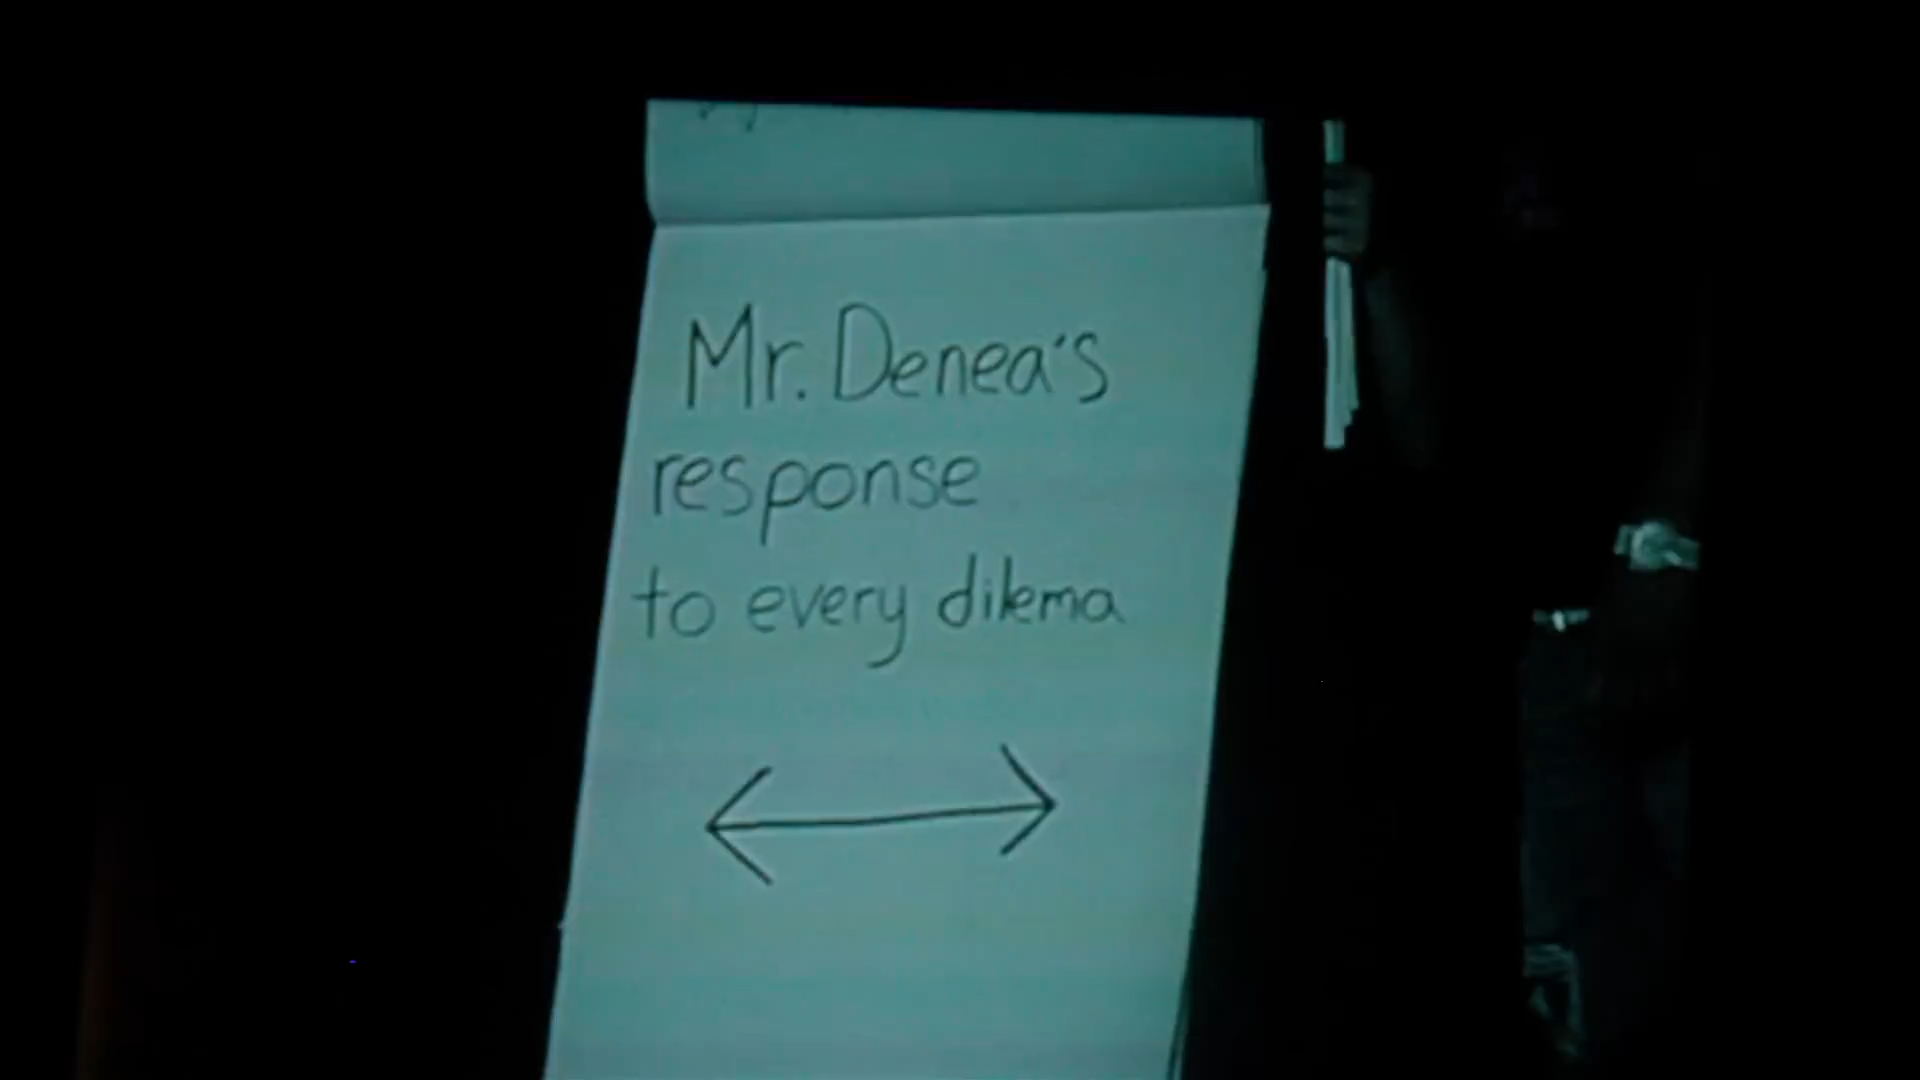 Mr. Denea's
response
to every dilema